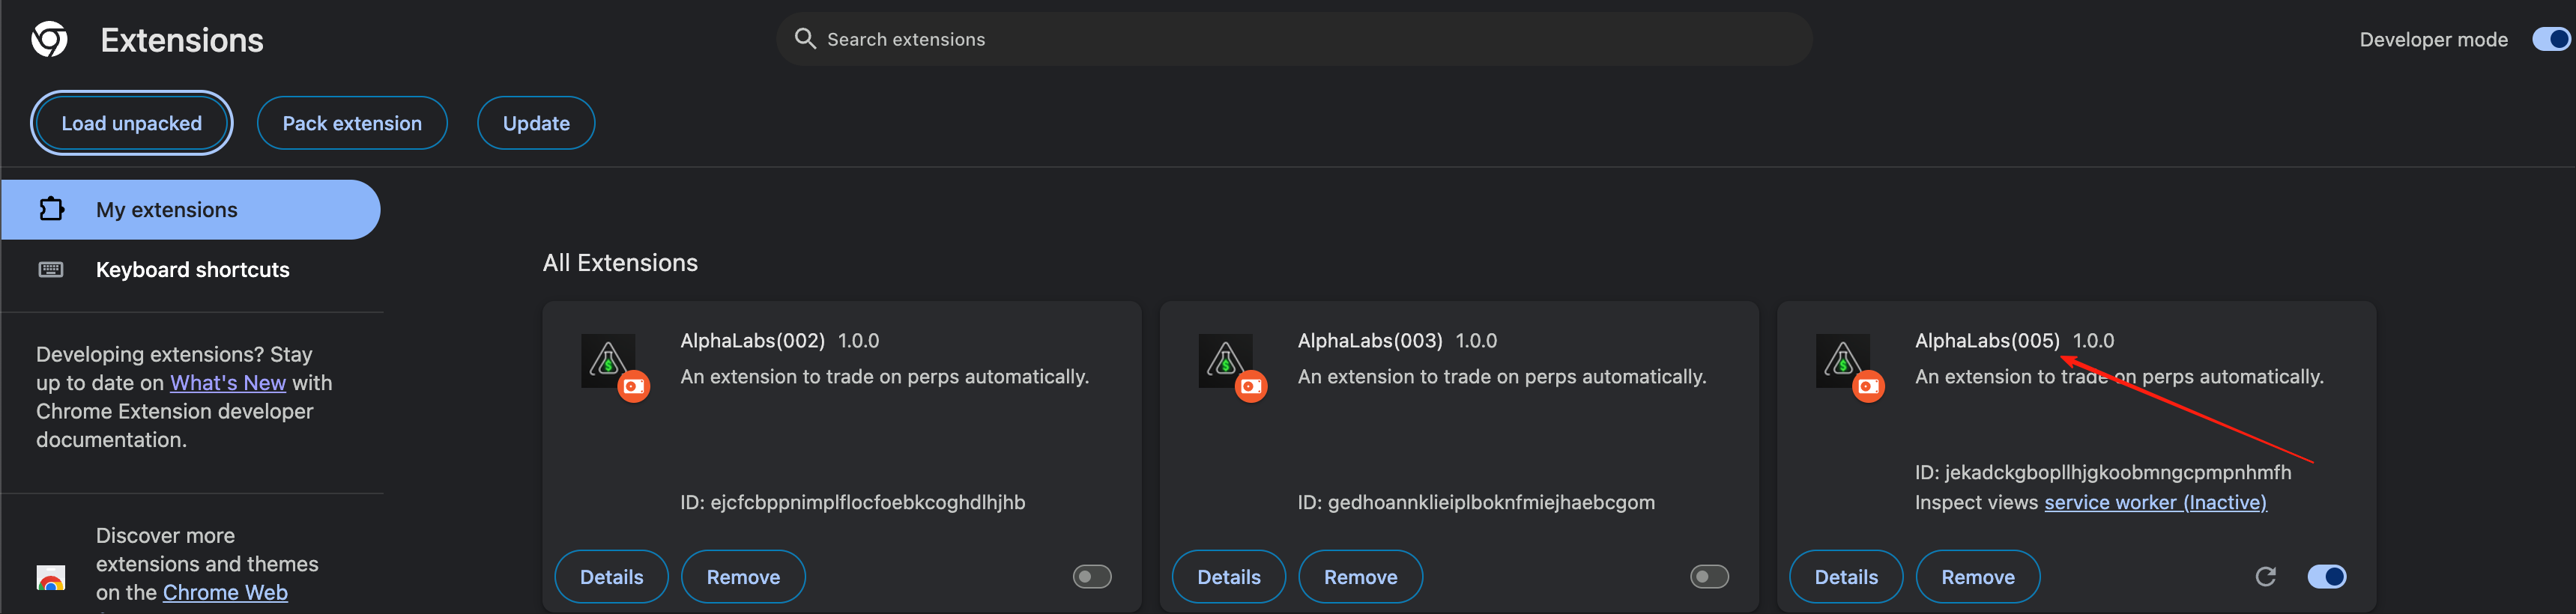 Extensions
Search extensions
Developer mode
Load unpacked
Pack extension
Update
My extensions
Keyboard shortcuts
Developing extensions? Stay
up to date on What's New with
Chrome Extension developer
documentation.
Discover more
extensions and themes
on the Chrome Web
All Extensions
AlphaLabs(002) 1.0.0
An extension to trade on perps automatically.
ID: ejcfcbppnimplflocfoebkcoghdlhjhb
Details
Remove
AlphaLabs(003) 1.0.0
An extension to trade on perps automatically.
ID: gedhoannklieiplboknfmiejhaebcgom
Details
Remove
AlphaLabs(005) 1.0.0
An extension to trade on perps automatically.
ID: jekadckgbopllhjgkoobmngcpmpnhmfh
Inspect views service worker (Inactive)
Details
Remove